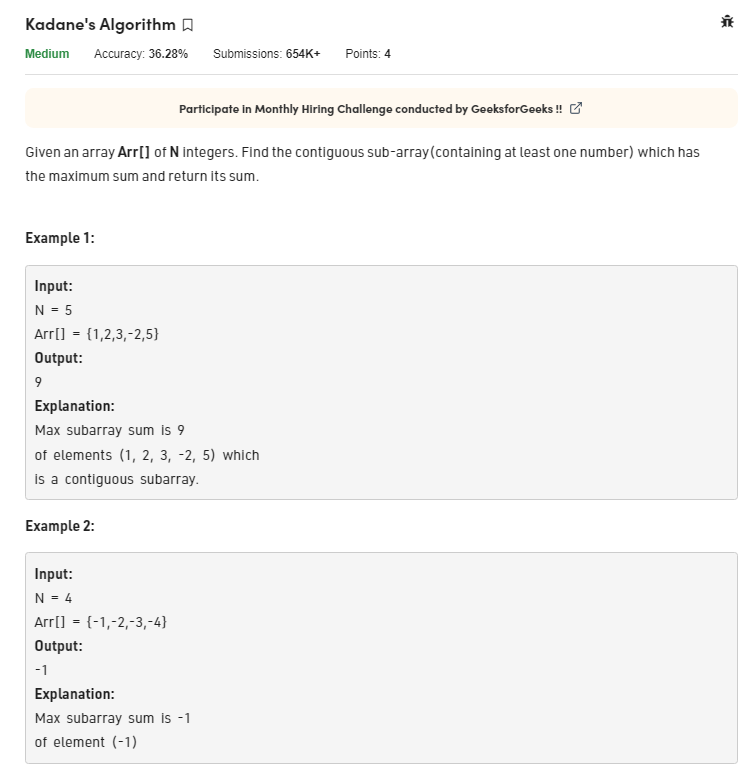 Kadane's Algorithm
Medium Accuracy: 36.28% Submissions: 654K+ Points: 4
Participate in Monthly Hiring Challenge conducted by GeeksforGeeks !!
Given an array Arr[] of N integers. Find the contiguous sub-array(containing at least one number) which has
the maximum sum and return its sum.
Example 1:
Input:
N = 5
Arr[] = {1,2,3,-2,5}
Output:
9
Explanation:
Max subarray sum is 9
of elements (1, 2, 3, -2, 5) which
is a contiguous subarray.
Example 2:
Input:
N = 4
Arr[] = {-1,-2,-3,-4}
Output:
-1
Explanation:
Max subarray sum is -1
of element (-1)